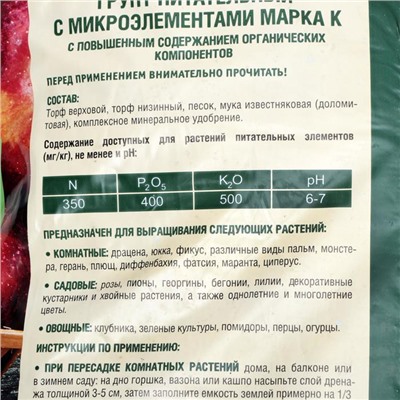 ГРУНТ ПИТАТЕЛЬНЫЙ
С МИКРОЭЛЕМЕНТАМИ МАРКА К
С ПОВЫШЕННЫМ СОДЕРЖАНИЕМ ОРГАНИЧЕСКИХ
КОМПОНЕНТОВ
ПЕРЕД ПРИМЕНЕНИЕМ ВНИМАТЕЛЬНО ПРОЧИТАТЬ!
СОСТАВ:
Торф верховой, торф низинный, песок, мука известняковая (доломи-
товая), комплексное минеральное удобрение.
Содержание доступных для растений питательных элементов
(мг/кг), не менее и pH:
N P2O5 K2O pH
350 400 500 6-7
ПРЕДНАЗНАЧЕН ДЛЯ ВЫРАЩИВАНИЯ СЛЕДУЮЩИХ РАСТЕНИЙ:
• КОМНАТНЫЕ: драцена, юкка, фикус, различные виды пальм, монсте-
ра, герань, плющ, диффенбахия, фатсия, маранта, циперус.
• САДОВЫЕ: розы, пионы, георгины, бегонии, лилии, декоративные
кустарники и хвойные растения, а также однолетние и многолетние
цветы.
• ОВОЩНЫЕ: клубника, зеленые культуры, помидоры, перцы, огурцы.
ИНСТРУКЦИИ ПО ПРИМЕНЕНИЮ:
• ПРИ ПЕРЕСАДКЕ КОМНАТНЫХ РАСТЕНИЙ дома, на балконе или
в зимнем саду: на дно горшка, вазона или кашпо насыпьте слой дрена-
жа толщиной 3-5 см, затем заполните емкость землей примерно на 1/3